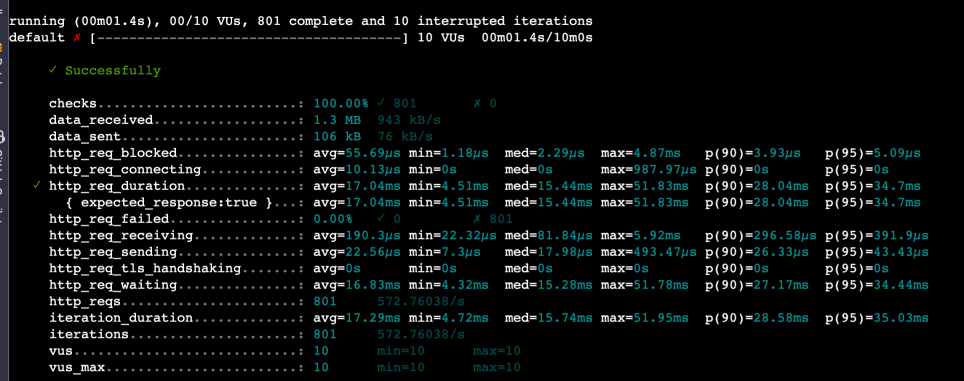 running (00m01.4s), 00/10 VUs, 801 complete and 10 interrupted iterations
default ✗ [--------------------------------------] 10 VUs  00m01.4s/10m0s
✓ Successfully
checks.........................: 100.00% ✓ 801       ✗ 0
data_received..................: 1.3 MB  943 kB/s
data_sent......................: 106 kB  76 kB/s
http_req_blocked...............: avg=55.69µs min=1.18µs  med=2.29µs  max=4.87ms   p(90)=3.93µs   p(95)=5.09µs
http_req_connecting............: avg=10.13µs min=0s      med=0s      max=987.97µs p(90)=0s       p(95)=0s
✓ http_req_duration..............: avg=17.04ms min=4.51ms  med=15.44ms max=51.83ms  p(90)=28.04ms  p(95)=34.7ms
{ expected_response:true }...: avg=17.04ms min=4.51ms  med=15.44ms max=51.83ms  p(90)=28.04ms  p(95)=34.7ms
http_req_failed................: 0.00%   ✓ 0         ✗ 801
http_req_receiving.............: avg=190.3µs min=22.32µs med=81.84µs max=5.92ms   p(90)=296.58µs p(95)=391.9µs
http_req_sending...............: avg=22.56µs min=7.3µs   med=17.98µs max=493.47µs p(90)=26.33µs  p(95)=43.43µs
http_req_tls_handshaking.......: avg=0s      min=0s      med=0s      max=0s       p(90)=0s       p(95)=0s
http_req_waiting...............: avg=16.83ms min=4.32ms  med=15.28ms max=51.78ms  p(90)=27.17ms  p(95)=34.44ms
http_reqs......................: 801     572.76038/s
iteration_duration.............: avg=17.29ms min=4.72ms  med=15.74ms max=51.95ms  p(90)=28.58ms  p(95)=35.03ms
iterations.....................: 801     572.76038/s
vus............................: 10      min=10      max=10
vus_max........................: 10      min=10      max=10